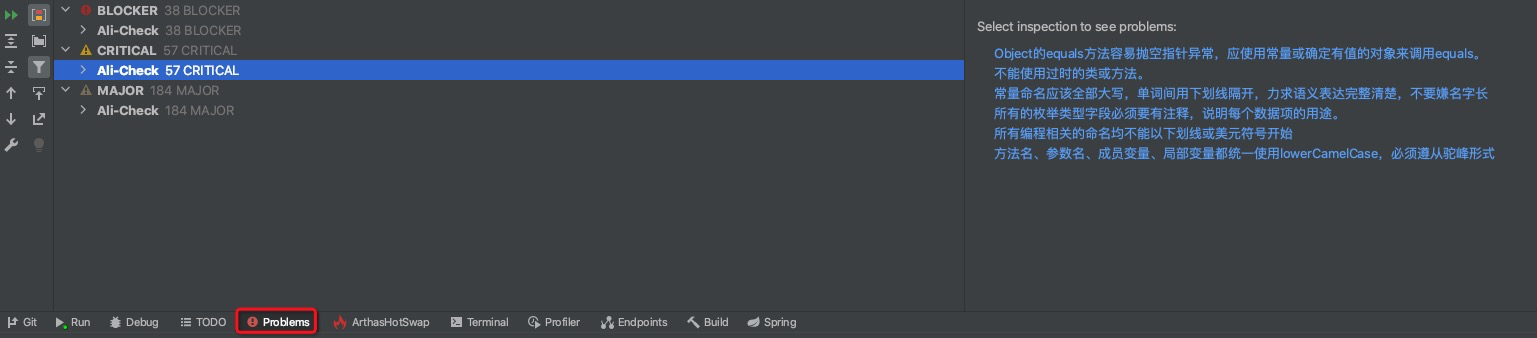 BLOCKER 38 BLOCKER
Ali-Check 38 BLOCKER
CRITICAL 57 CRITICAL
Ali-Check 57 CRITICAL
MAJOR 184 MAJOR
Ali-Check 184 MAJOR
Select inspection to see problems:
Object的equals方法容易抛空指针异常，应使用常量或确定有值的对象来调用equals。
不能使用过时的类或方法。
常量命名应该全部大写，单词间用下划线隔开，力求语义表达完整清楚，不要嫌名字长
所有的枚举类型字段必须要有注释，说明每个数据项的用途。
所有编程相关的命名均不能以下划线或美元符号开始
方法名、参数名、成员变量、局部变量都统一使用lowerCamelCase，必须遵从驼峰形式
Git Run Debug TODO Problems ArthasHotSwap Terminal Profiler Endpoints Build Spring